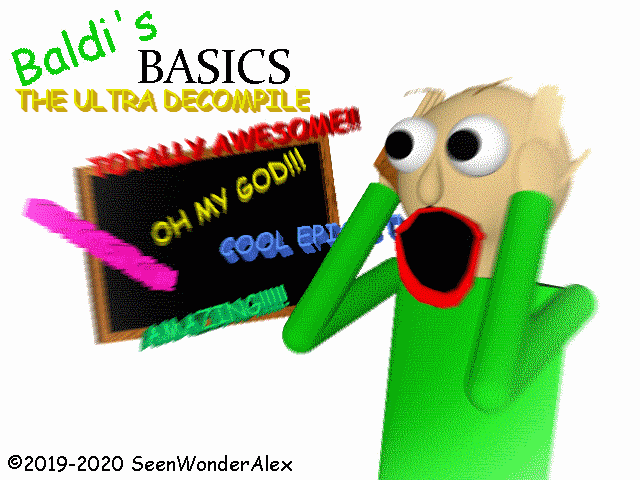 Baldi's
BASICS
THE ULTRA DECOMPILE
TOTALLY AWESOME!!!
OH MY GOD!!!
COOL
AMAZING!!!!!
©2019-2020 SeenWonderAlex